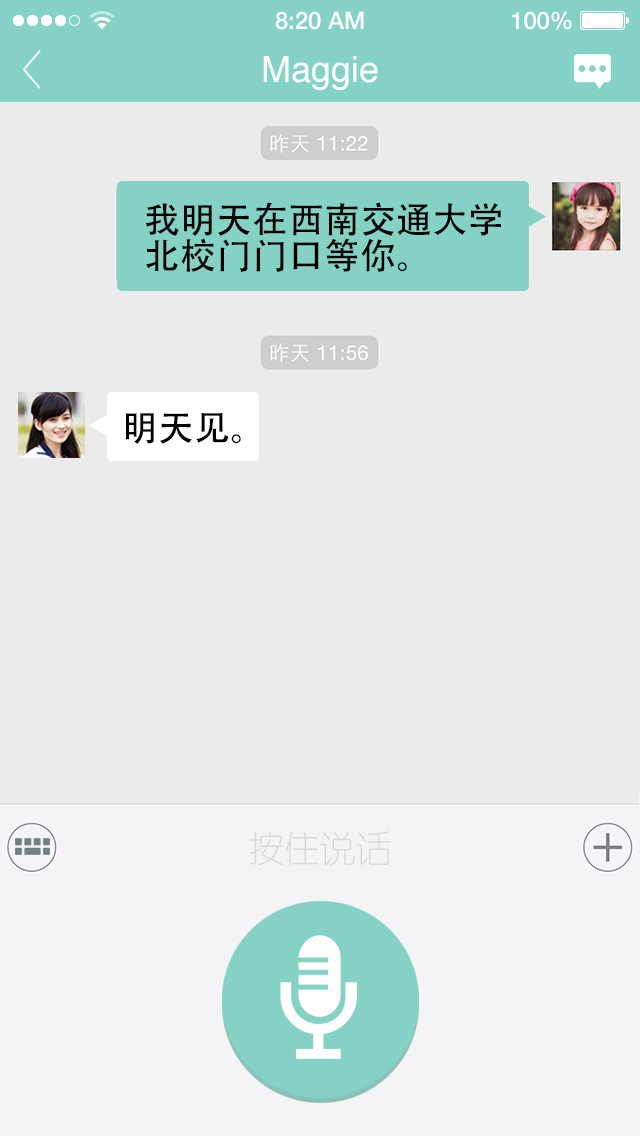 8:20 AM
100%
Maggie
昨天 11:22
我明天在西南交通大学
北校门门口等你。
昨天 11:56
明天见。
按住说话